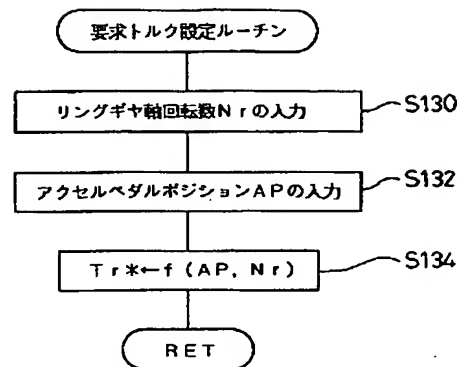 要求トルク設定ルーチン
リングギヤ軸回転数Nrの入力
S130
アクセルペダルポジションAPの入力
S132
Tr*←f(AP,Nr)
S134
RET